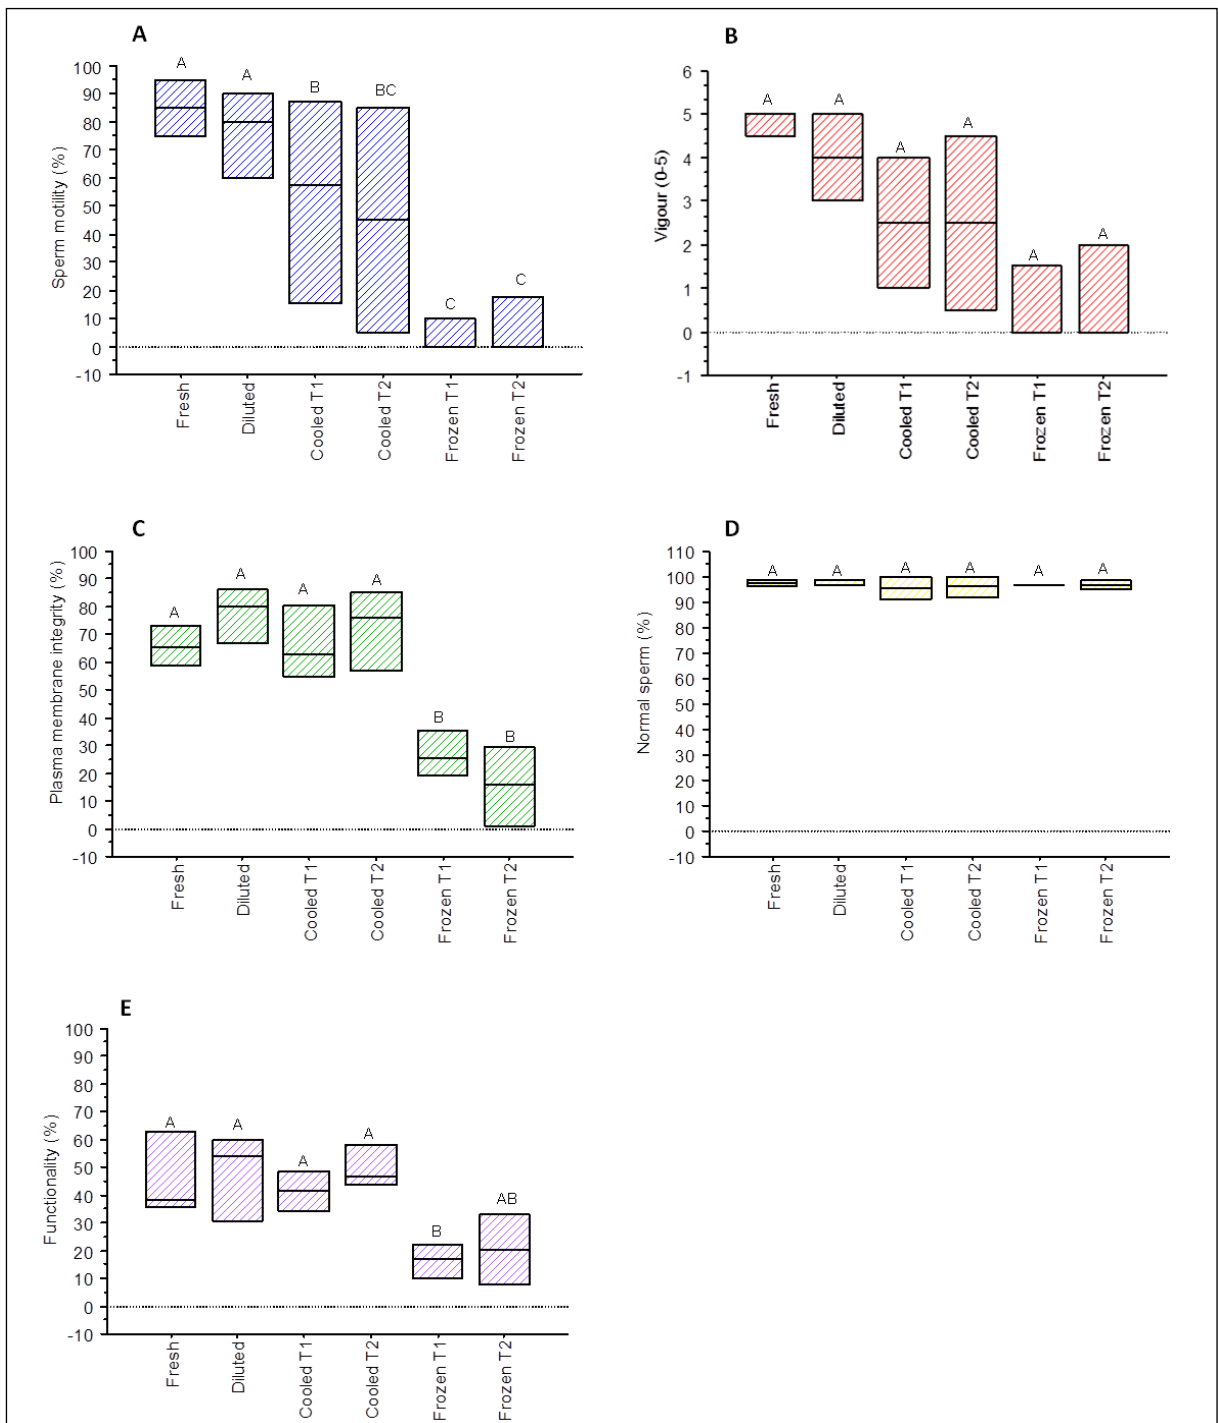 A
Sperm motility (%)
100
90
80
70
60
50
40
30
20
10
0
-10
A
A
B
BC
C
C
Fresh
Diluted
Cooled T1
Cooled T2
Frozen T1
Frozen T2
B
Vigour (0-5)
6
5
4
3
2
1
0
-1
A
A
A
A
A
A
Fresh
Diluted
Cooled T1
Cooled T2
Frozen T1
Frozen T2
C
Plasma membrane integrity (%)
100
90
80
70
60
50
40
30
20
10
0
-10
A
A
A
A
B
B
Fresh
Diluted
Cooled T1
Cooled T2
Frozen T1
Frozen T2
D
Normal sperm (%)
110
100
90
80
70
60
50
40
30
20
10
0
-10
A
A
A
A
A
A
Fresh
Diluted
Cooled T1
Cooled T2
Frozen T1
Frozen T2
E
Functionality (%)
100
90
80
70
60
50
40
30
20
10
0
-10
A
A
A
A
B
AB
Fresh
Diluted
Cooled T1
Cooled T2
Frozen T1
Frozen T2